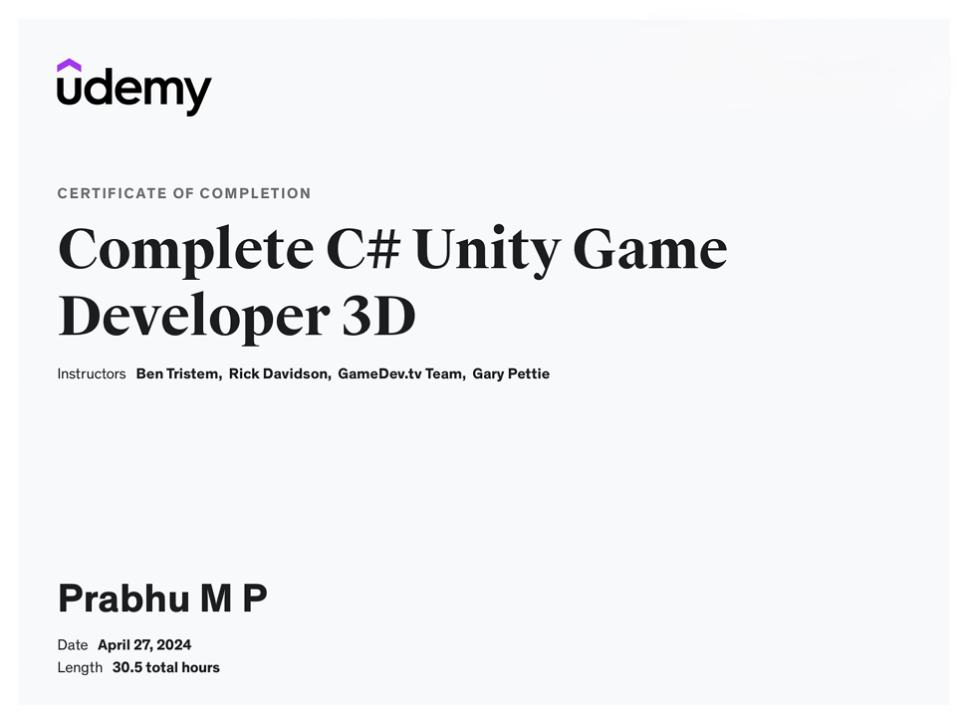 udemy
CERTIFICATE OF COMPLETION
Complete C# Unity Game
Developer 3D
Instructors Ben Tristem, Rick Davidson, GameDev.tv Team, Gary Pettie
Prabhu M P
Date April 27, 2024
Length 30.5 total hours